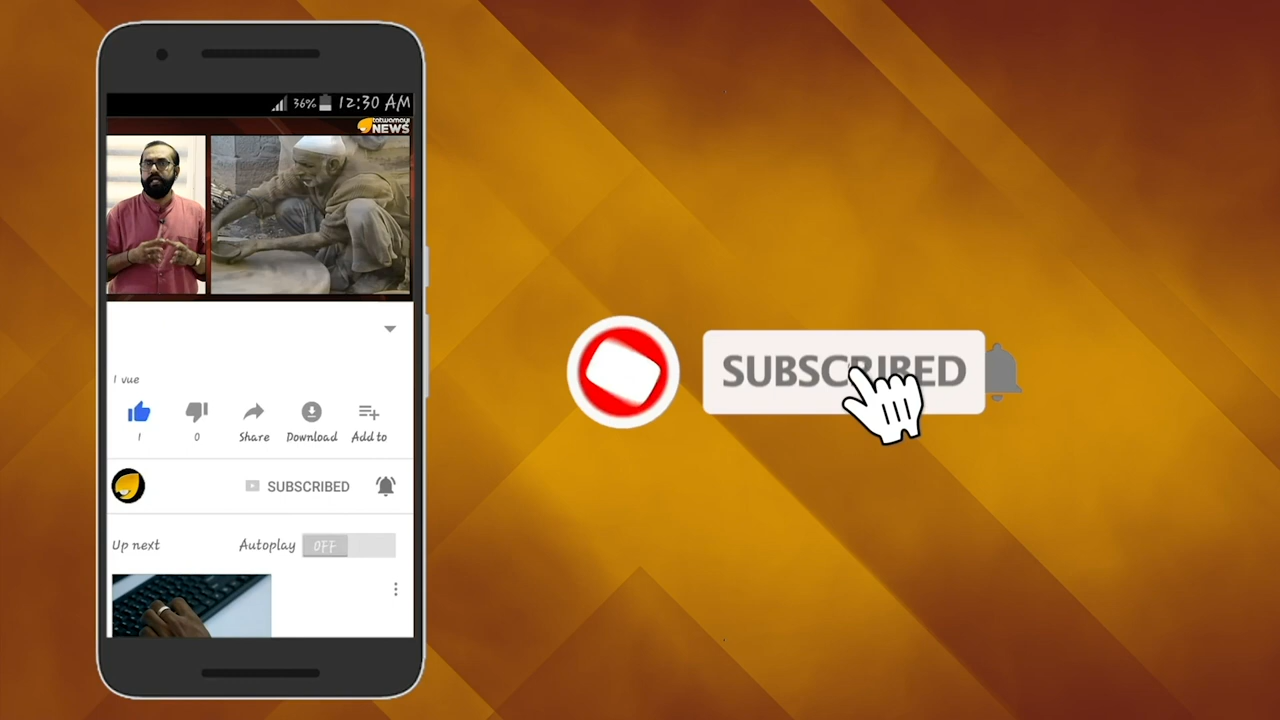 36% 12:30 AM
tatwamayi
NEWS
1 vue
1
0
Share
Download
Add to
SUBSCRIBED
Up next
Autoplay
OFF
SUBSCRIBED